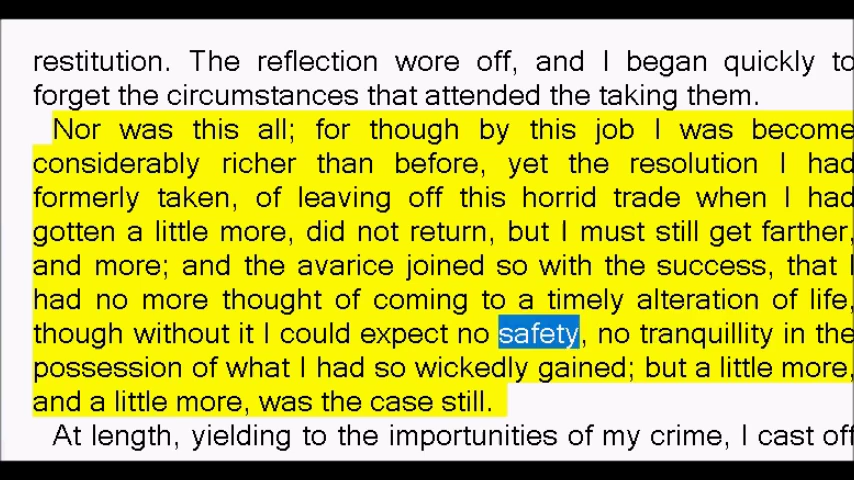 restitution. The reflection wore off, and I began quickly to
forget the circumstances that attended the taking them.
Nor was this all; for though by this job I was become
considerably richer than before, yet the resolution I had
formerly taken, of leaving off this horrid trade when I had
gotten a little more, did not return, but I must still get farther,
and more; and the avarice joined so with the success, that I
had no more thought of coming to a timely alteration of life,
though without it I could expect no safety, no tranquillity in the
possession of what I had so wickedly gained; but a little more,
and a little more, was the case still.
At length, yielding to the importunities of my crime, I cast off